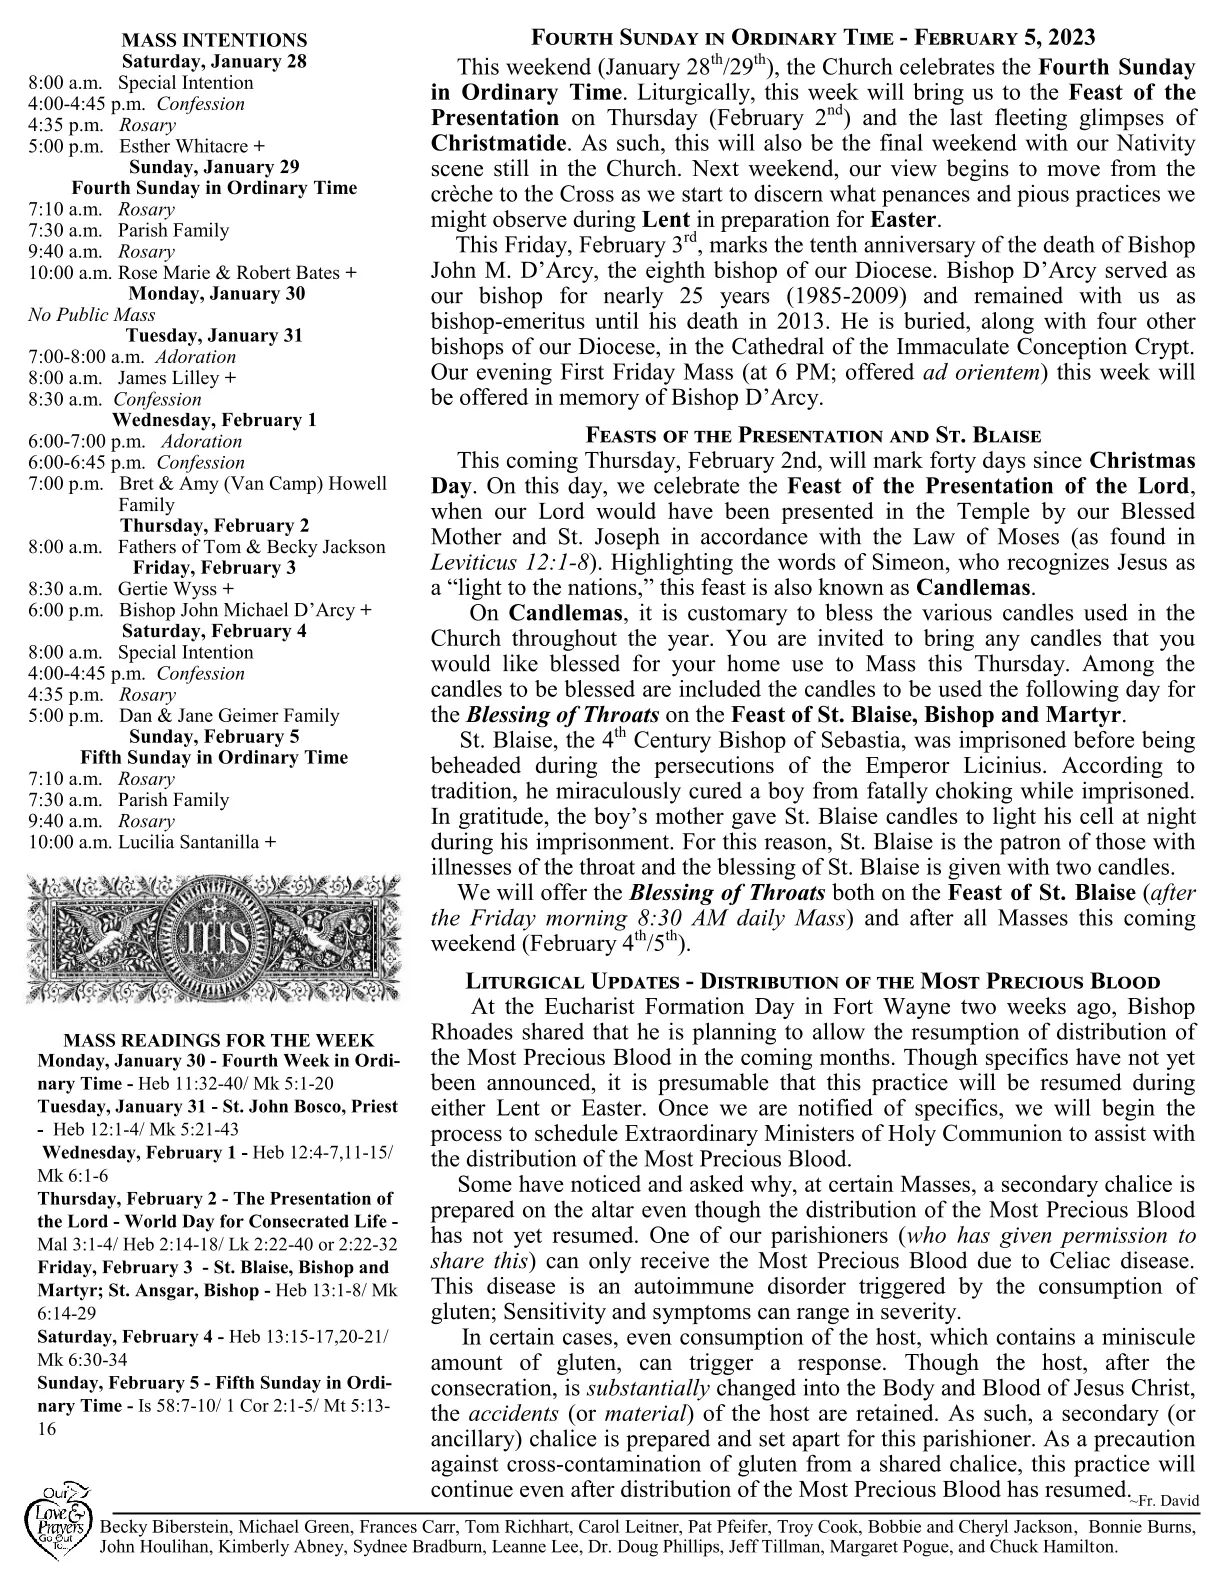 MASS INTENTIONS
Saturday, January 28
8:00 a.m. Special Intention
4:00-4:45 p.m. Confession
4:35 p.m. Rosary
5:00 p.m. Esther Whitacre +
Sunday, January 29
Fourth Sunday in Ordinary Time
7:10 a.m. Rosary
7:30 a.m. Parish Family
9:40 a.m. Rosary
10:00 a.m. Rose Marie & Robert Bates +
Monday, January 30
No Public Mass
Tuesday, January 31
7:00-8:00 a.m. Adoration
8:00 a.m. James Lilley +
8:30 a.m. Confession
Wednesday, February 1
6:00-7:00 p.m. Adoration
6:00-6:45 p.m. Confession
7:00 p.m. Bret & Amy (Van Camp) Howell
Family
Thursday, February 2
8:00 a.m. Fathers of Tom & Becky Jackson
Friday, February 3
8:30 a.m. Gertie Wyss +
6:00 p.m. Bishop John Michael D’Arcy +
Saturday, February 4
8:00 a.m. Special Intention
4:00-4:45 p.m. Confession
4:35 p.m. Rosary
5:00 p.m. Dan & Jane Geimer Family
Sunday, February 5
Fifth Sunday in Ordinary Time
7:10 a.m. Rosary
7:30 a.m. Parish Family
9:40 a.m. Rosary
10:00 a.m. Lucilia Santanilla +
IHS
MASS READINGS FOR THE WEEK
Monday, January 30 - Fourth Week in Ordi-
nary Time - Heb 11:32-40/ Mk 5:1-20
Tuesday, January 31 - St. John Bosco, Priest
- Heb 12:1-4/ Mk 5:21-43
Wednesday, February 1 - Heb 12:4-7,11-15/
Mk 6:1-6
Thursday, February 2 - The Presentation of
the Lord - World Day for Consecrated Life -
Mal 3:1-4/ Heb 2:14-18/ Lk 2:22-40 or 2:22-32
Friday, February 3 - St. Blaise, Bishop and
Martyr; St. Ansgar, Bishop - Heb 13:1-8/ Mk
6:14-29
Saturday, February 4 - Heb 13:15-17,20-21/
Mk 6:30-34
Sunday, February 5 - Fifth Sunday in Ordi-
nary Time - Is 58:7-10/ 1 Cor 2:1-5/ Mt 5:13-
16
FOURTH SUNDAY IN ORDINARY TIME - FEBRUARY 5, 2023
This weekend (January 28th/29th), the Church celebrates the Fourth Sunday
in Ordinary Time. Liturgically, this week will bring us to the Feast of the
Presentation on Thursday (February 2nd) and the last fleeting glimpses of
Christmatide. As such, this will also be the final weekend with our Nativity
scene still in the Church. Next weekend, our view begins to move from the
crèche to the Cross as we start to discern what penances and pious practices we
might observe during Lent in preparation for Easter.
This Friday, February 3rd, marks the tenth anniversary of the death of Bishop
John M. D’Arcy, the eighth bishop of our Diocese. Bishop D’Arcy served as
our bishop for nearly 25 years (1985-2009) and remained with us as
bishop-emeritus until his death in 2013. He is buried, along with four other
bishops of our Diocese, in the Cathedral of the Immaculate Conception Crypt.
Our evening First Friday Mass (at 6 PM; offered ad orientem) this week will
be offered in memory of Bishop D’Arcy.
FEASTS OF THE PRESENTATION AND ST. BLAISE
This coming Thursday, February 2nd, will mark forty days since Christmas
Day. On this day, we celebrate the Feast of the Presentation of the Lord,
when our Lord would have been presented in the Temple by our Blessed
Mother and St. Joseph in accordance with the Law of Moses (as found in
Leviticus 12:1-8). Highlighting the words of Simeon, who recognizes Jesus as
a “light to the nations,” this feast is also known as Candlemas.
On Candlemas, it is customary to bless the various candles used in the
Church throughout the year. You are invited to bring any candles that you
would like blessed for your home use to Mass this Thursday. Among the
candles to be blessed are included the candles to be used the following day for
the Blessing of Throats on the Feast of St. Blaise, Bishop and Martyr.
St. Blaise, the 4th Century Bishop of Sebastia, was imprisoned before being
beheaded during the persecutions of the Emperor Licinius. According to
tradition, he miraculously cured a boy from fatally choking while imprisoned.
In gratitude, the boy’s mother gave St. Blaise candles to light his cell at night
during his imprisonment. For this reason, St. Blaise is the patron of those with
illnesses of the throat and the blessing of St. Blaise is given with two candles.
We will offer the Blessing of Throats both on the Feast of St. Blaise (after
the Friday morning 8:30 AM daily Mass) and after all Masses this coming
weekend (February 4th/5th).
LITURGICAL UPDATES - DISTRIBUTION OF THE MOST PRECIOUS BLOOD
At the Eucharist Formation Day in Fort Wayne two weeks ago, Bishop
Rhoades shared that he is planning to allow the resumption of distribution of
the Most Precious Blood in the coming months. Though specifics have not yet
been announced, it is presumable that this practice will be resumed during
either Lent or Easter. Once we are notified of specifics, we will begin the
process to schedule Extraordinary Ministers of Holy Communion to assist with
the distribution of the Most Precious Blood.
Some have noticed and asked why, at certain Masses, a secondary chalice is
prepared on the altar even though the distribution of the Most Precious Blood
has not yet resumed. One of our parishioners (who has given permission to
share this) can only receive the Most Precious Blood due to Celiac disease.
This disease is an autoimmune disorder triggered by the consumption of
gluten; Sensitivity and symptoms can range in severity.
In certain cases, even consumption of the host, which contains a miniscule
amount of gluten, can trigger a response. Though the host, after the
consecration, is substantially changed into the Body and Blood of Jesus Christ,
the accidents (or material) of the host are retained. As such, a secondary (or
ancillary) chalice is prepared and set apart for this parishioner. As a precaution
against cross-contamination of gluten from a shared chalice, this practice will
continue even after distribution of the Most Precious Blood has resumed.
~Fr. David
Our
Love &
Prayers
Go Out
To...
Becky Biberstein, Michael Green, Frances Carr, Tom Richhart, Carol Leitner, Pat Pfeifer, Troy Cook, Bobbie and Cheryl Jackson, Bonnie Burns,
John Houlihan, Kimberly Abney, Sydnee Bradburn, Leanne Lee, Dr. Doug Phillips, Jeff Tillman, Margaret Pogue, and Chuck Hamilton.